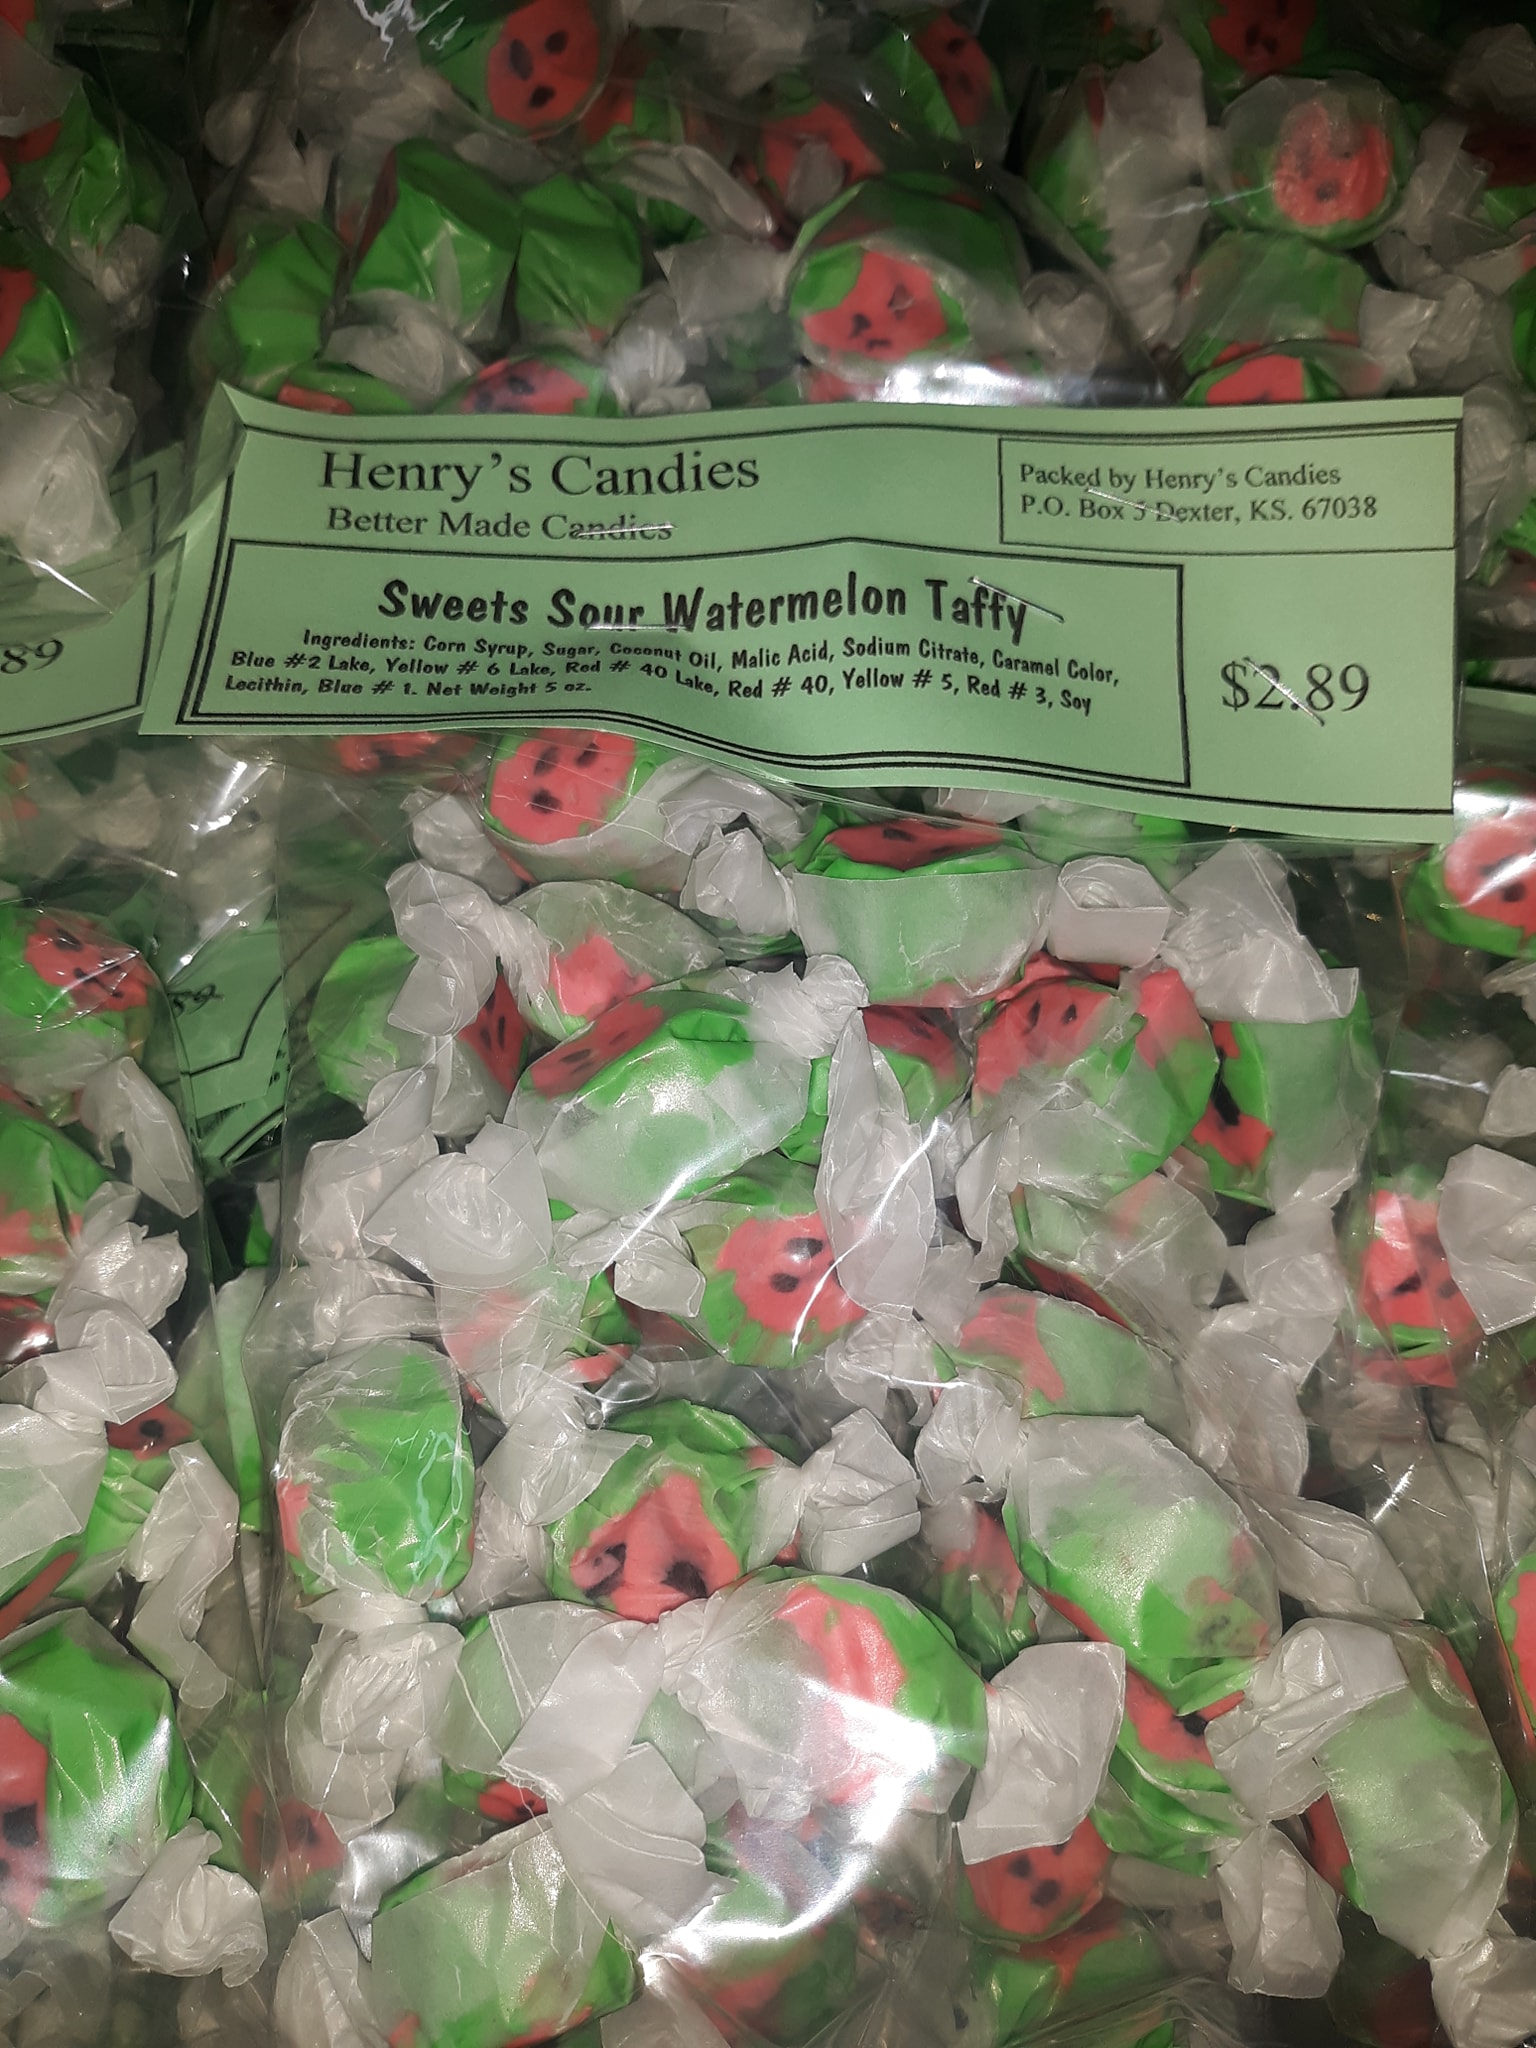 Henry's Candies
Better Made Candies
Packed by Henry's Candies
P.O. Box 5 Dexter, KS. 67038
Sweets Sour Watermelon Taffy
Ingredients: Corn Syrup, Sugar, Coconut Oil, Malic Acid, Sodium Citrate, Caramel Color,
Blue #2 Lake, Yellow # 6 Lake, Red # 40 Lake, Red # 40, Yellow # 5, Red # 3, Soy
Lecithin, Blue # 1. Net Weight 5 oz.
$2.89
89
89